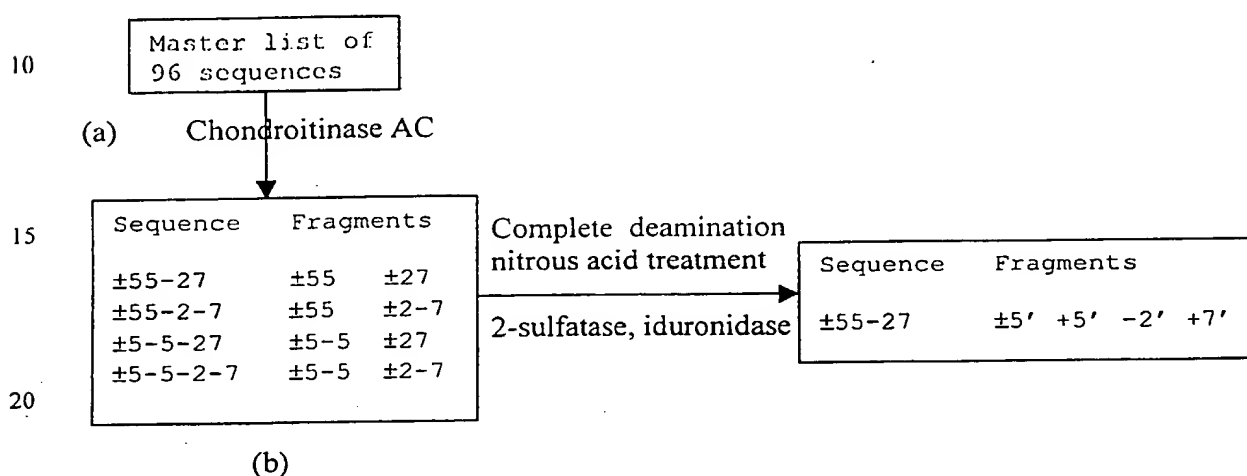 10
Master list of
96 sequences
(a) Chondroitinase AC
15
Sequence Fragments
±55-27 ±55 ±27
±55-2-7 ±55 ±2-7
±5-5-27 ±5-5 ±27
±5-5-2-7 ±5-5 ±2-7
20
(b)
Complete deamination
nitrous acid treatment
2-sulfatase, iduronidase
Sequence Fragments
±55-27 ±5′ +5′ -2′ +7′